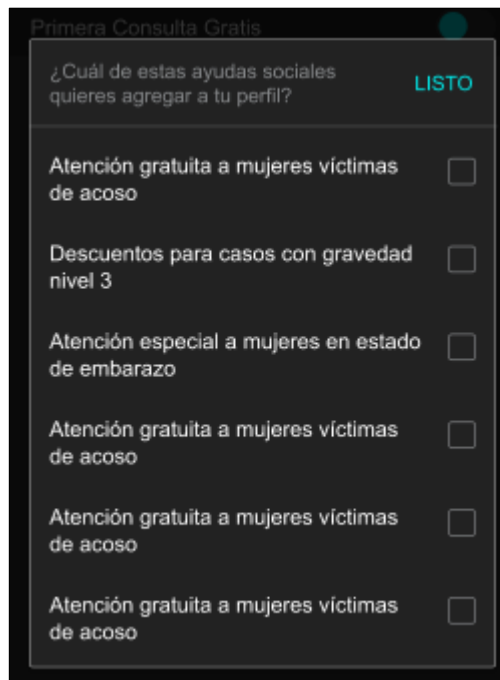 Primera Consulta Gratis
¿Cuál de estas ayudas sociales
quieres agregar a tu perfil?
LISTO
Atención gratuita a mujeres víctimas
de acoso
Descuentos para casos con gravedad
nivel 3
Atención especial a mujeres en estado
de embarazo
Atención gratuita a mujeres víctimas
de acoso
Atención gratuita a mujeres víctimas
de acoso
Atención gratuita a mujeres víctimas
de acoso